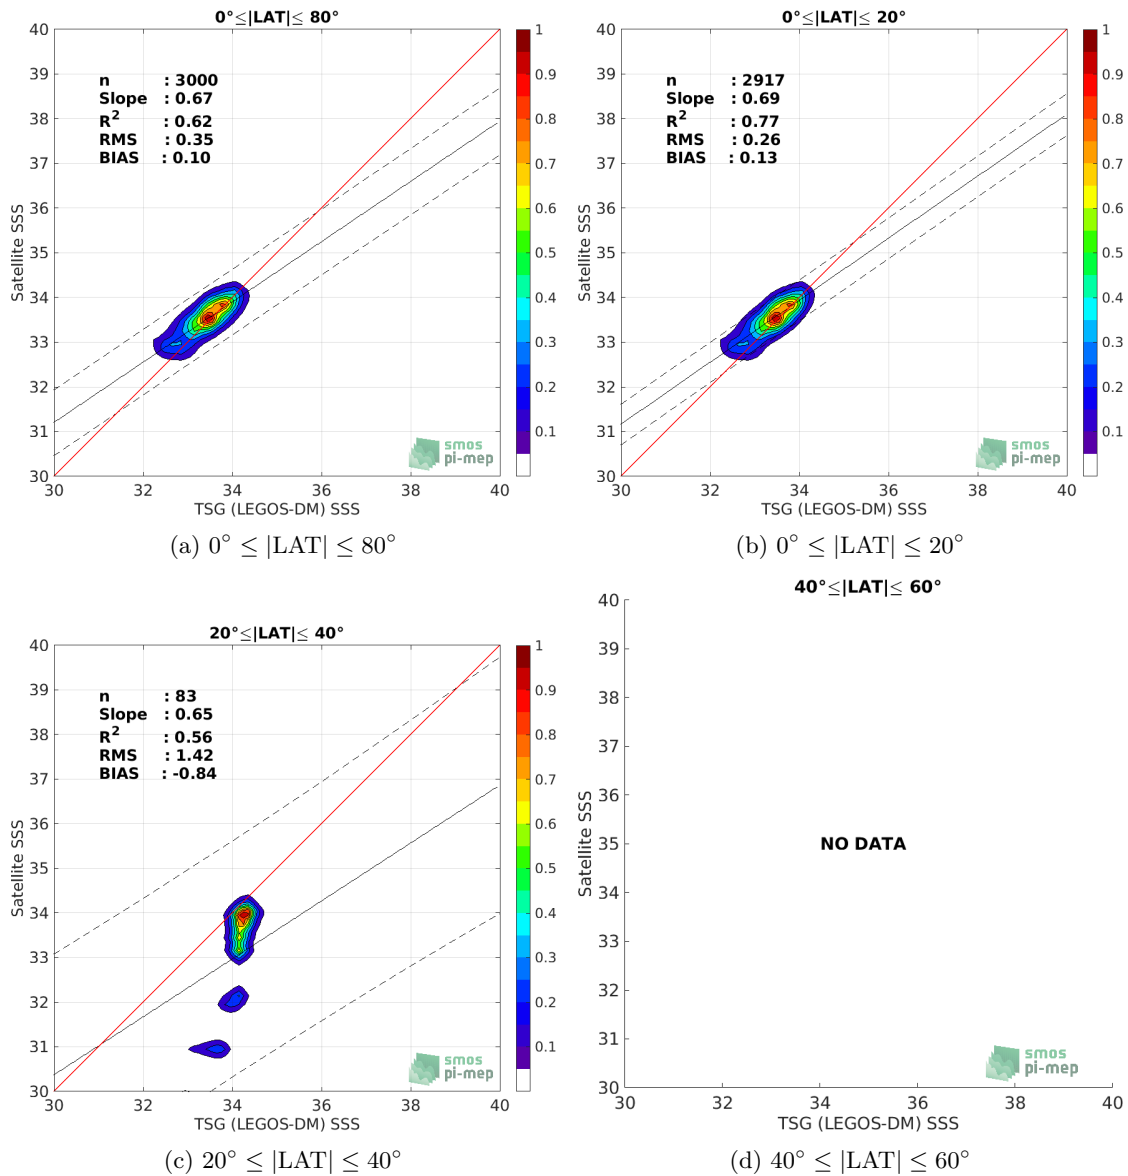 0°≤|LAT|≤ 80°
n : 3000
Slope : 0.67
R² : 0.62
RMS : 0.35
BIAS : 0.10
40
39
38
37
36
35
34
33
32
31
30
Satellite SSS
30 32 34 36 38 40
TSG (LEGOS-DM) SSS
1
0.9
0.8
0.7
0.6
0.5
0.4
0.3
0.2
0.1
smos
pi-mep
(a) 0° ≤ |LAT| ≤ 80°
0°≤|LAT|≤ 20°
n : 2917
Slope : 0.69
R² : 0.77
RMS : 0.26
BIAS : 0.13
40
39
38
37
36
35
34
33
32
31
30
Satellite SSS
30 32 34 36 38 40
TSG (LEGOS-DM) SSS
1
0.9
0.8
0.7
0.6
0.5
0.4
0.3
0.2
0.1
smos
pi-mep
(b) 0° ≤ |LAT| ≤ 20°
20°≤|LAT|≤ 40°
n : 83
Slope : 0.65
R² : 0.56
RMS : 1.42
BIAS : -0.84
40
39
38
37
36
35
34
33
32
31
30
Satellite SSS
30 32 34 36 38 40
TSG (LEGOS-DM) SSS
1
0.9
0.8
0.7
0.6
0.5
0.4
0.3
0.2
0.1
smos
pi-mep
(c) 20° ≤ |LAT| ≤ 40°
40°≤|LAT|≤ 60°
40
39
38
37
36
35
34
33
32
31
30
Satellite SSS
NO DATA
30 32 34 36 38 40
TSG (LEGOS-DM) SSS
smos
pi-mep
(d) 40° ≤ |LAT| ≤ 60°